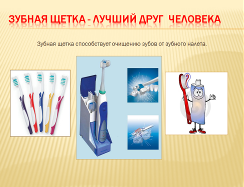 ЗУБНАЯ ЩЕТКА - ЛУЧШИЙ ДРУГ ЧЕЛОВЕКА
Зубная щетка способствует очищению зубов от зубного налета.